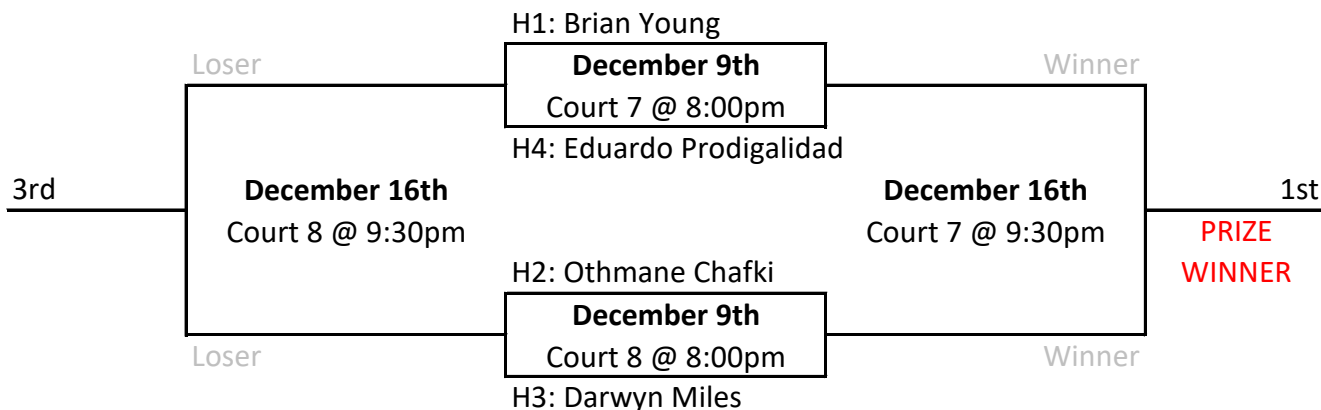 H1: Brian Young
Loser
December 9th
Winner
Court 7 @ 8:00pm
H4: Eduardo Prodigalidad
3rd
December 16th
December 16th
1st
Court 8 @ 9:30pm
Court 7 @ 9:30pm
PRIZE
WINNER
H2: Othmane Chafki
December 9th
Loser
Court 8 @ 8:00pm
Winner
H3: Darwyn Miles